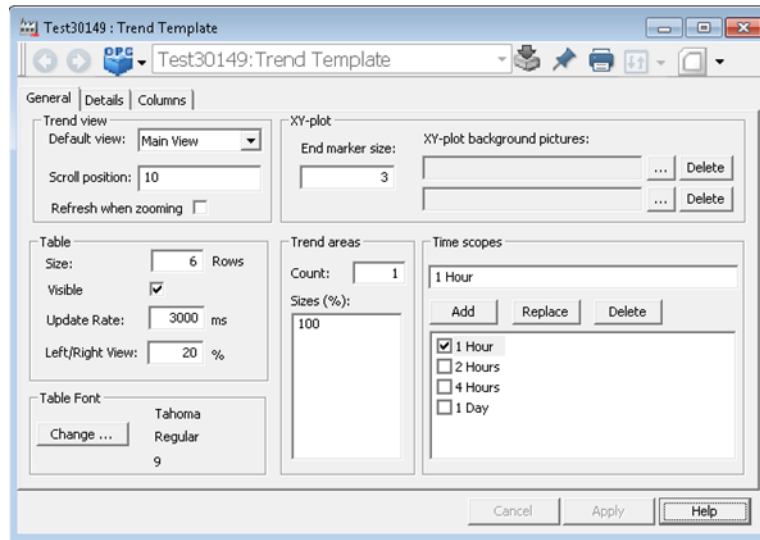 Test30149 : Trend Template
OPC
Test30149:Trend Template
General Details Columns
Trend view
Default view: Main View
Scroll position: 10
Refresh when zooming
XY-plot
End marker size:
3
XY-plot background pictures:
... Delete
... Delete
Table
Size: 6 Rows
Visible
Update Rate: 3000 ms
Left/Right View: 20 %
Trend areas
Count: 1
Sizes (%):
100
Time scopes
1 Hour
Add Replace Delete
1 Hour
2 Hours
4 Hours
1 Day
Table Font
Change ...
Tahoma
Regular
9
Cancel Apply Help